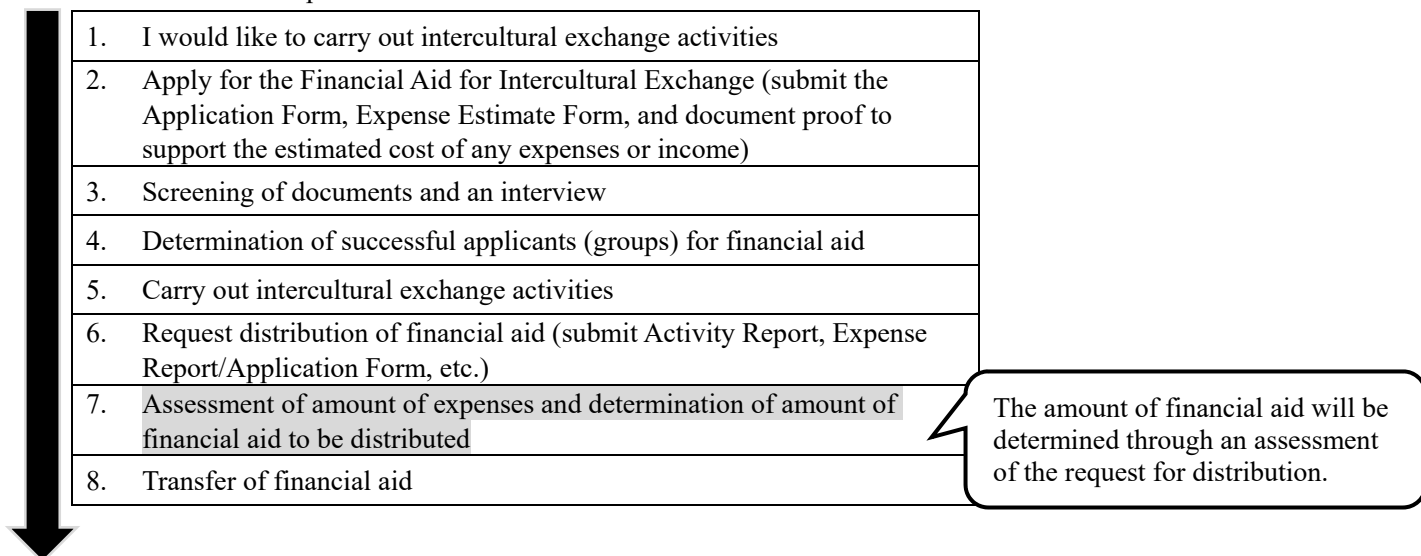 1. I would like to carry out intercultural exchange activities
2. Apply for the Financial Aid for Intercultural Exchange (submit the
Application Form, Expense Estimate Form, and document proof to
support the estimated cost of any expenses or income)
3. Screening of documents and an interview
4. Determination of successful applicants (groups) for financial aid
5. Carry out intercultural exchange activities
6. Request distribution of financial aid (submit Activity Report, Expense
Report/Application Form, etc.)
7. Assessment of amount of expenses and determination of amount of
financial aid to be distributed
8. Transfer of financial aid
The amount of financial aid will be
determined through an assessment
of the request for distribution.